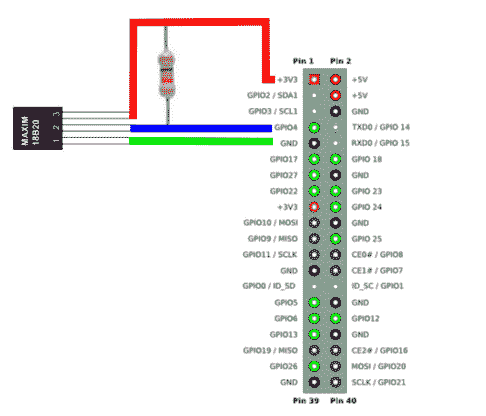 Pin 1 Pin 2
+3V3 +5V
GPIO2 / SDA1 +5V
GPIO3 / SCL1 GND
GPIO4 TXD0 / GPIO 14
GND RXD0 / GPIO 15
GPIO17 GPIO 18
GPIO27 GND
GPIO22 GPIO 23
+3V3 GPIO 24
GPIO10 / MOSI GND
GPIO9 / MISO GPIO 25
GPIO11 / SCLK CE0# / GPIO8
GND CE1# / GPIO7
GPIO0 / ID_SD ID_SC / GPIO1
GPIO5 GND
GPIO6 GPIO12
GPIO13 GND
GPIO19 / MISO CE2# / GPIO16
GPIO26 MOSI / GPIO20
GND SCLK / GPIO21
Pin 39 Pin 40
MAXIM
18B20
3
2
1